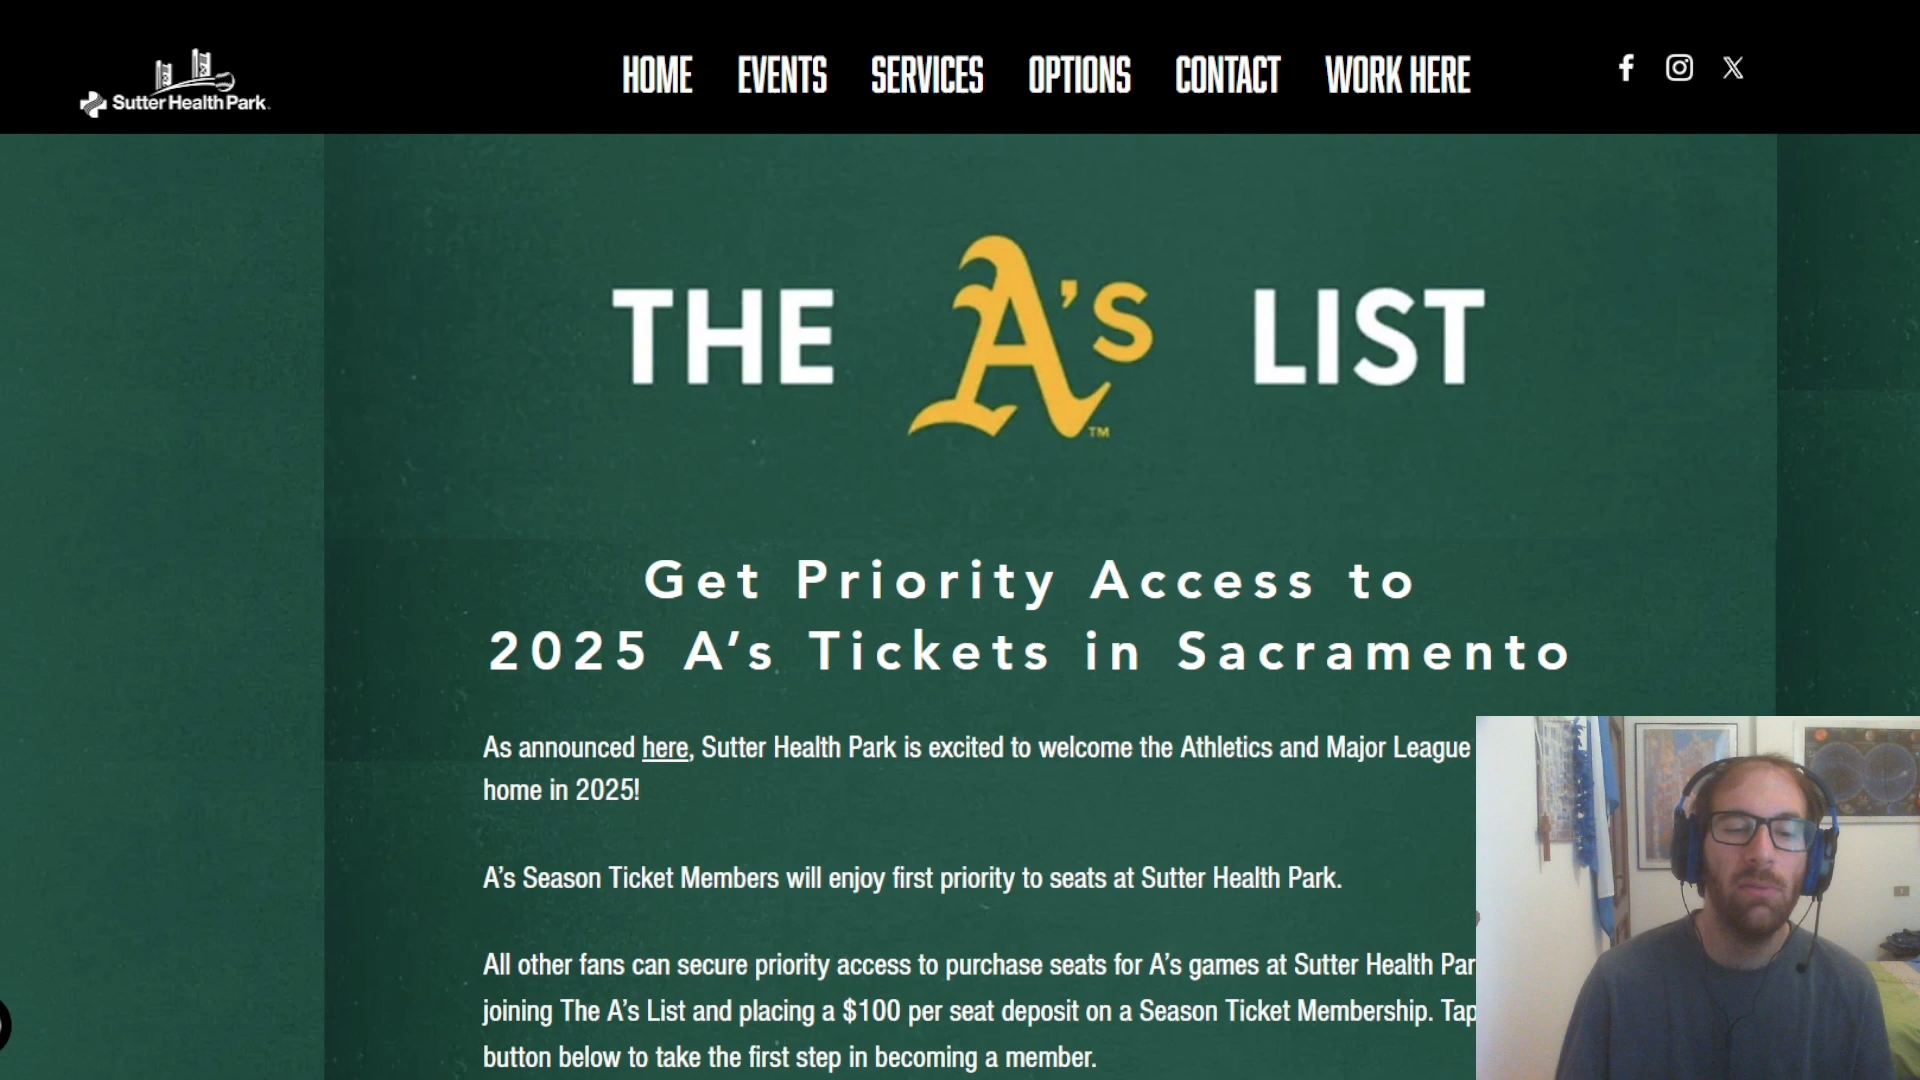 Sutter Health Park
HOME EVENTS SERVICES OPTIONS CONTACT WORK HERE
THE A's LIST
TM
Get Priority Access to
2025 A’s Tickets in Sacramento
As announced here, Sutter Health Park is excited to welcome the Athletics and Major League
home in 2025!
A’s Season Ticket Members will enjoy first priority to seats at Sutter Health Park.
All other fans can secure priority access to purchase seats for A’s games at Sutter Health Par
joining The A’s List and placing a $100 per seat deposit on a Season Ticket Membership. Tap
button below to take the first step in becoming a member.